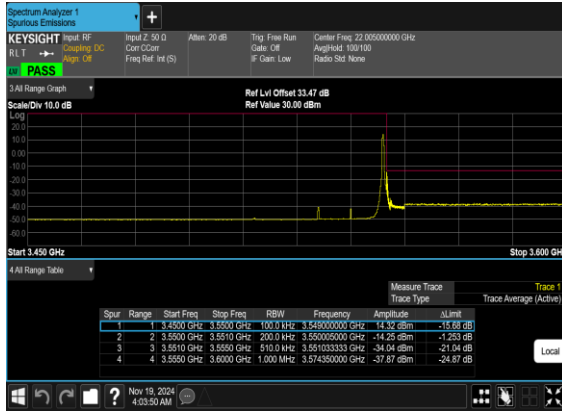 Spectrum Analyzer 1
Spurious Emissions
+
KEYSIGHT Input: RF Input Z: 50 Ω Atten: 20 dB Trig: Free Run Center Freq: 22.005000000 GHz
RLT Coupling: DC Corr CCorr Gate: Off Avg|Hold: 100/100
Align: Off Freq Ref: Int (S) IF Gain: Low Radio Std: None
PASS
3 All Range Graph
Ref Lvl Offset 33.47 dB
Scale/Div 10.0 dB Ref Value 30.00 dBm
Log
20.0
10.0
0.00
-10.0
-20.0
-30.0
-40.0
-50.0
-60.0
Start 3.450 GHz Stop 3.600 GH
4 All Range Table
Measure Trace Trace 1
Trace Type Trace Average (Active)
Spur Range Start Freq Stop Freq RBW Frequency Amplitude ΔLimit
1 1 3.4500 GHz 3.5500 GHz 100.0 kHz 3.549000000 GHz 14.32 dBm -15.68 dB
2 2 3.5500 GHz 3.5510 GHz 200.0 kHz 3.550005000 GHz -14.25 dBm -1.253 dB
3 3 3.5510 GHz 3.5550 GHz 510.0 kHz 3.551033333 GHz -34.04 dBm -21.04 dB
4 4 3.5550 GHz 3.6000 GHz 1.000 MHz 3.574350000 GHz -37.87 dBm -24.87 dB
Local
? Nov 19, 2024
4:03:50 AM